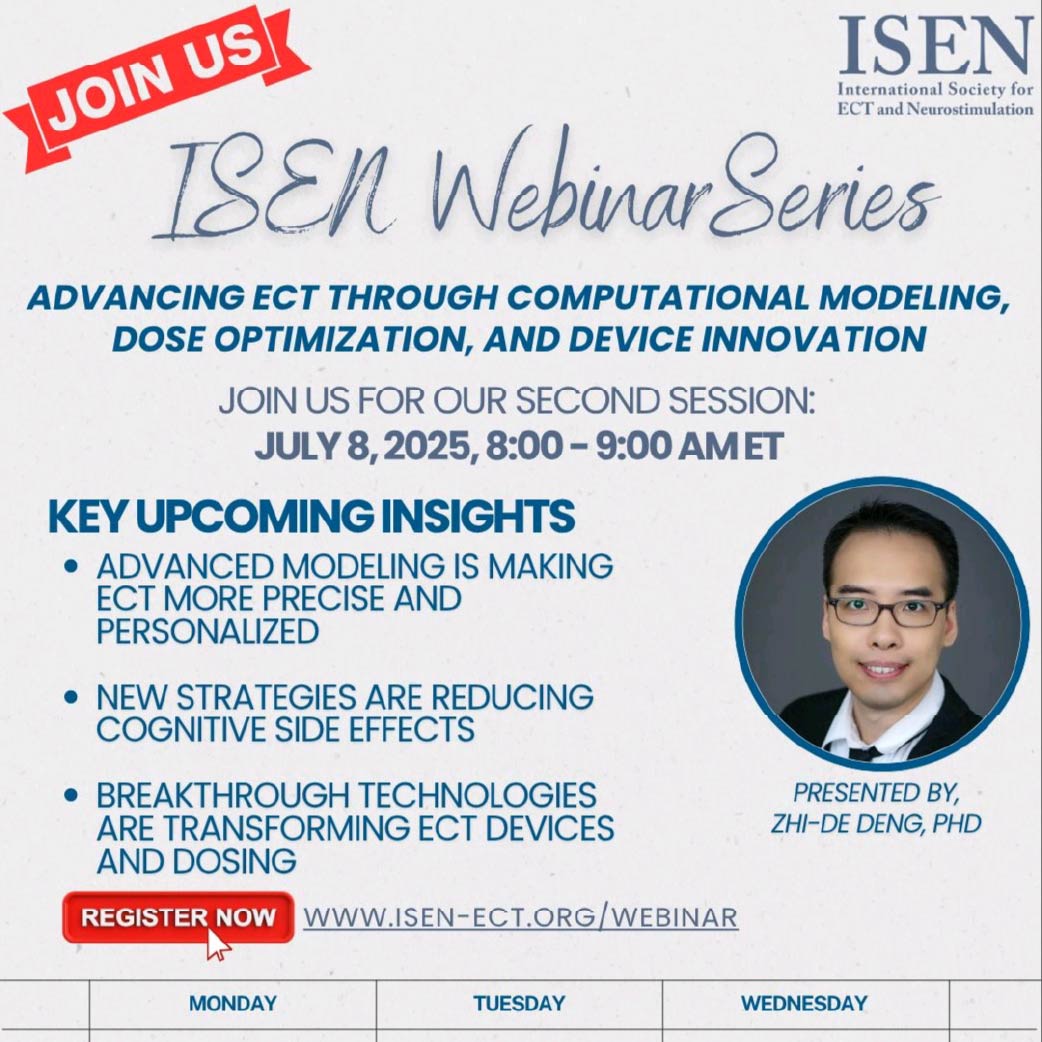 JOIN US
ISEN
International Society for
ECT and Neurostimulation
ISEN Webinar Series
ADVANCING ECT THROUGH COMPUTATIONAL MODELING,
DOSE OPTIMIZATION, AND DEVICE INNOVATION
JOIN US FOR OUR SECOND SESSION:
JULY 8, 2025, 8:00 – 9:00 AM ET
KEY UPCOMING INSIGHTS
• ADVANCED MODELING IS MAKING
ECT MORE PRECISE AND
PERSONALIZED
• NEW STRATEGIES ARE REDUCING
COGNITIVE SIDE EFFECTS
• BREAKTHROUGH TECHNOLOGIES
ARE TRANSFORMING ECT DEVICES
AND DOSING
PRESENTED BY,
ZHI-DE DENG, PHD
REGISTER NOW WWW.ISEN-ECT.ORG/WEBINAR
MONDAY TUESDAY WEDNESDAY